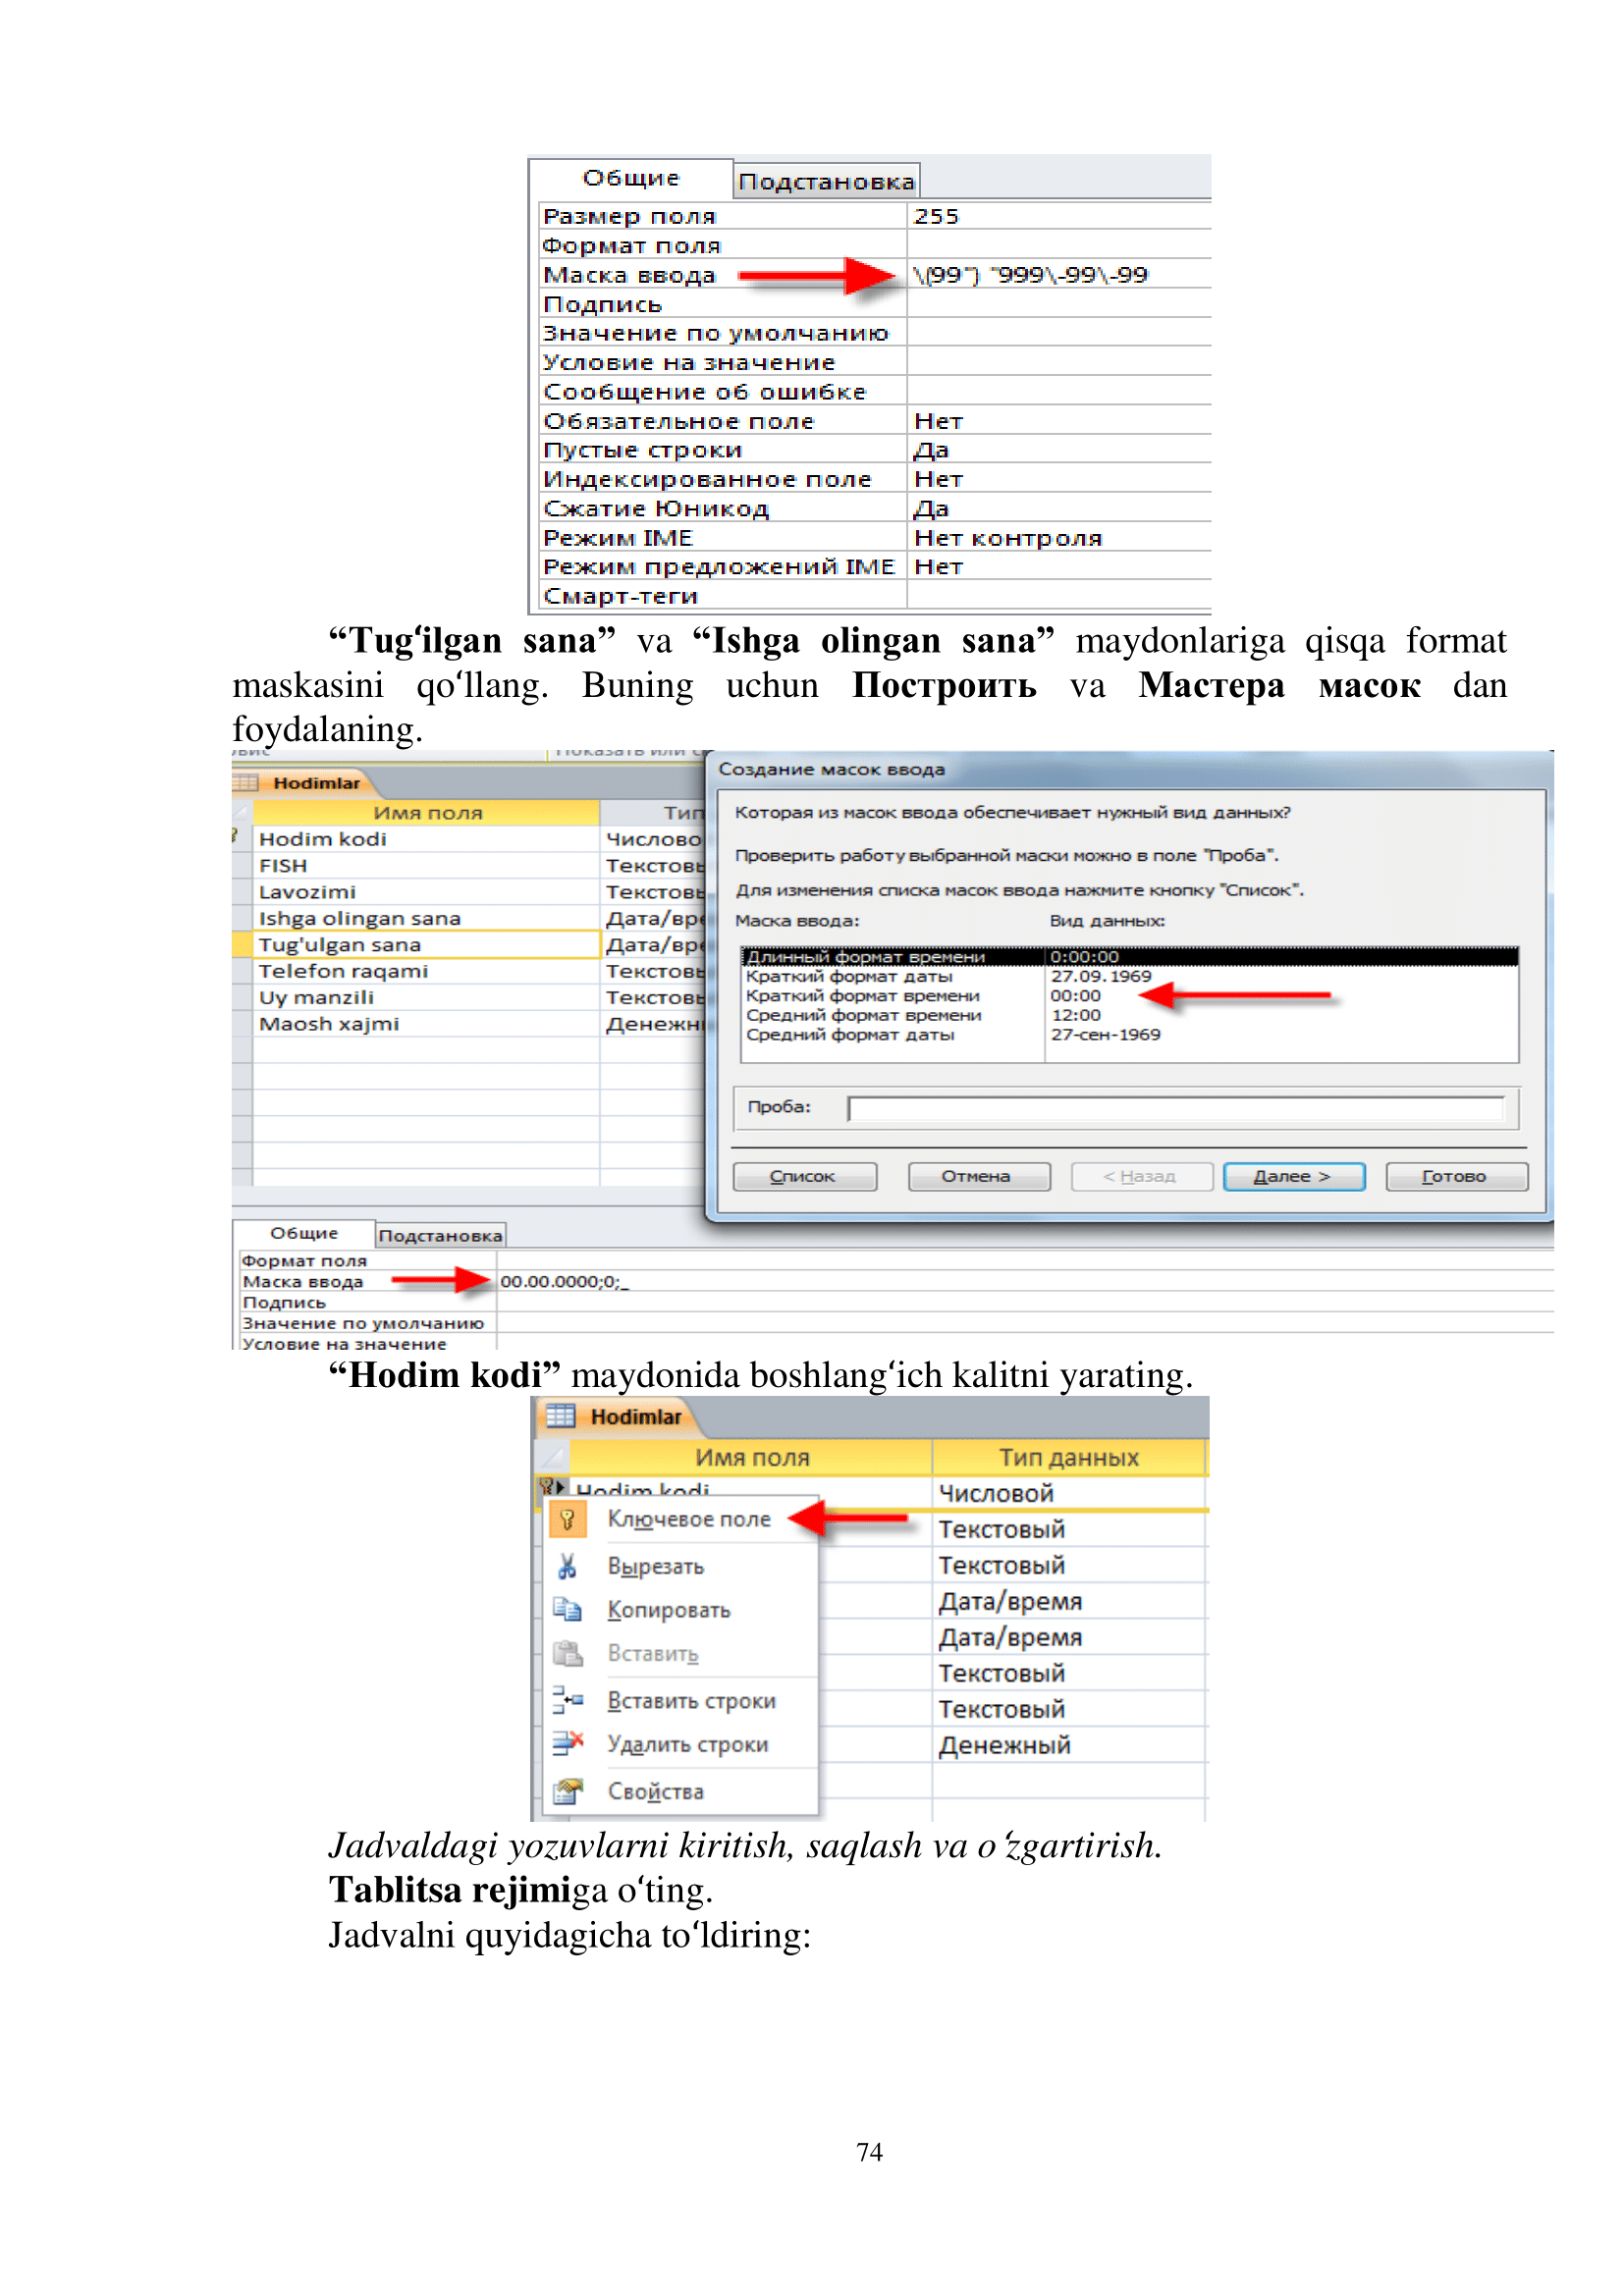 Общие Подстановка
Размер поля 255
Формат поля
Маска ввода \(99") "999\-99\-99
Подпись
Значение по умолчанию
Условие на значение
Сообщение об ошибке
Обязательное поле Нет
Пустые строки Да
Индексированное поле Нет
Сжатие Юникод Да
Режим IME Нет контроля
Режим предложений IME Нет
Смарт-теги
“Tug‘ilgan sana” va “Ishga olingan sana” maydonlariga qisqa format
maskasini qo‘llang. Buning uchun Построить va Мастера масок dan
foydalaning.
Hodimlar
Имя поля Тип
Hodim kodi Числово
FISH Текстовы
Lavozimi Текстовы
Ishga olingan sana Дата/вре
Tug'ulgan sana Дата/вре
Telefon raqami Текстовы
Uy manzili Текстовы
Maosh xajmi Денежн
Создание масок ввода
Которая из масок ввода обеспечивает нужный вид данных?
Проверить работу выбранной маски можно в поле "Проба".
Для изменения списка масок ввода нажмите кнопку "Список".
Маска ввода: Вид данных:
Длинный формат времени 0:00:00
Краткий формат даты 27.09.1969
Краткий формат времени 00:00
Средний формат времени 12:00
Средний формат даты 27-сен-1969
Проба:
Список Отмена < Назад Далее > Готово
Общие Подстановка
Формат поля
Маска ввода 00.00.0000;0;_
Подпись
Значение по умолчанию
Условие на значение
“Hodim kodi” maydonida boshlang‘ich kalitni yarating.
Hodimlar
Имя поля Тип данных
Hodim kodi Числовой
Ключевое поле
Текстовый
Вырезать Текстовый
Копировать Дата/время
Вставить Дата/время
Текстовый
Вставить строки Текстовый
Удалить строки Денежный
Свойства
Jadvaldagi yozuvlarni kiritish, saqlash va o‘zgartirish.
Tablitsa rejimiga o‘ting.
Jadvalni quyidagicha to‘ldiring:
74